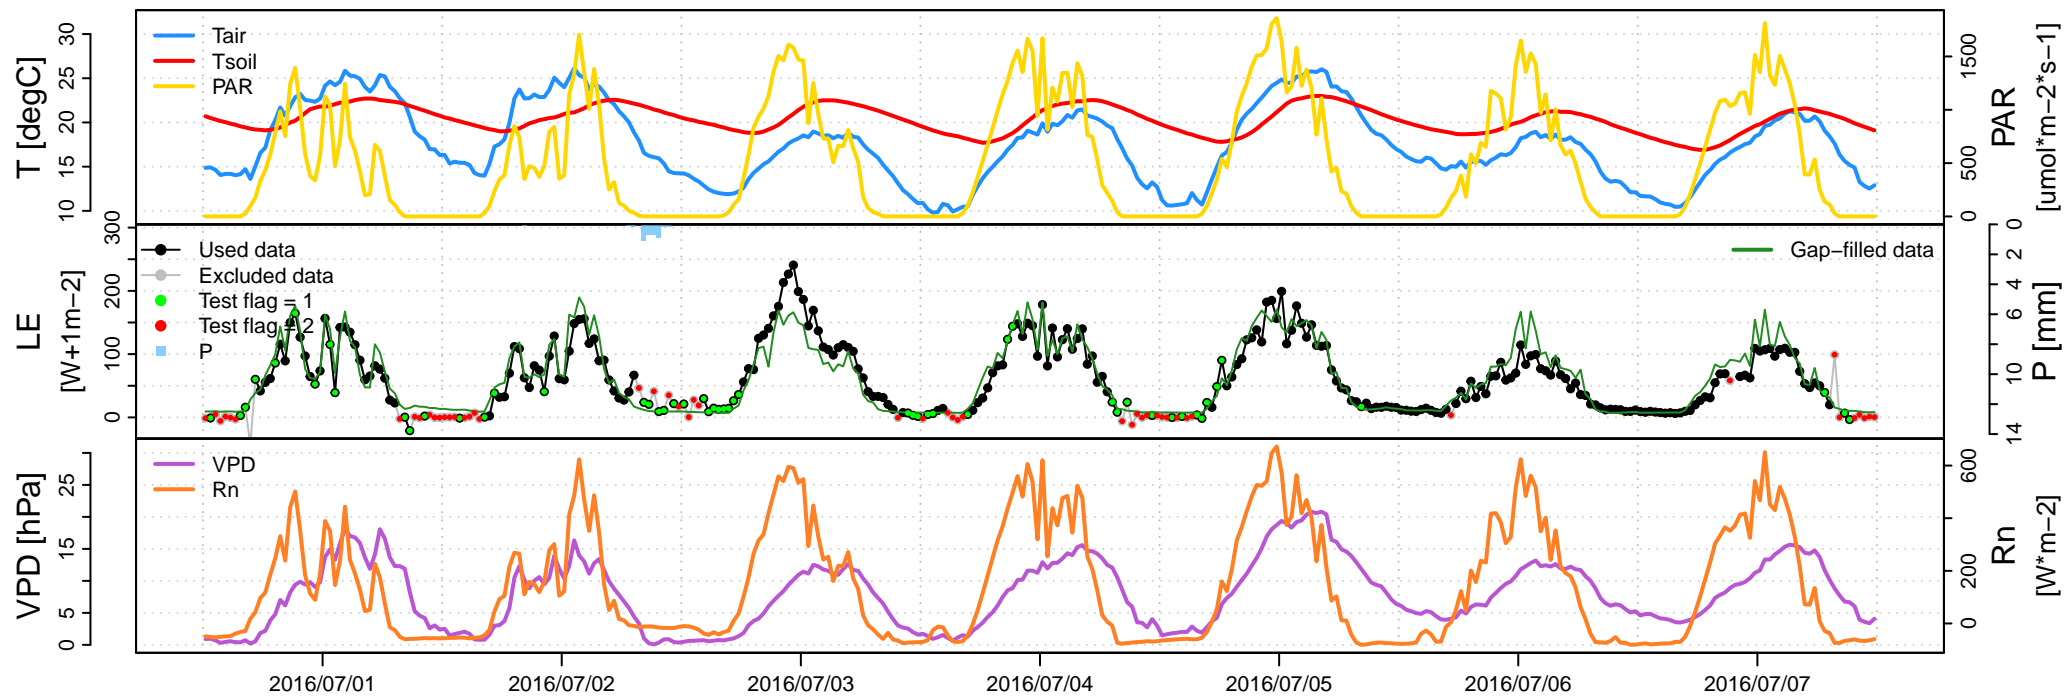 T [degC]
30
25
20
15
10
Tair
Tsoil
PAR
1500
500
0
PAR
[umol*m−2*s−1]
LE
[W+1m−2]
300
200
100
0
Used data
Excluded data
Test flag = 1
Test flag = 2
P
Gap−filled data
0
2
4
6
10
14
P [mm]
VPD [hPa]
25
15
5
0
VPD
Rn
600
200
0
Rn
[W*m−2]
2016/07/01 2016/07/02 2016/07/03 2016/07/04 2016/07/05 2016/07/06 2016/07/07